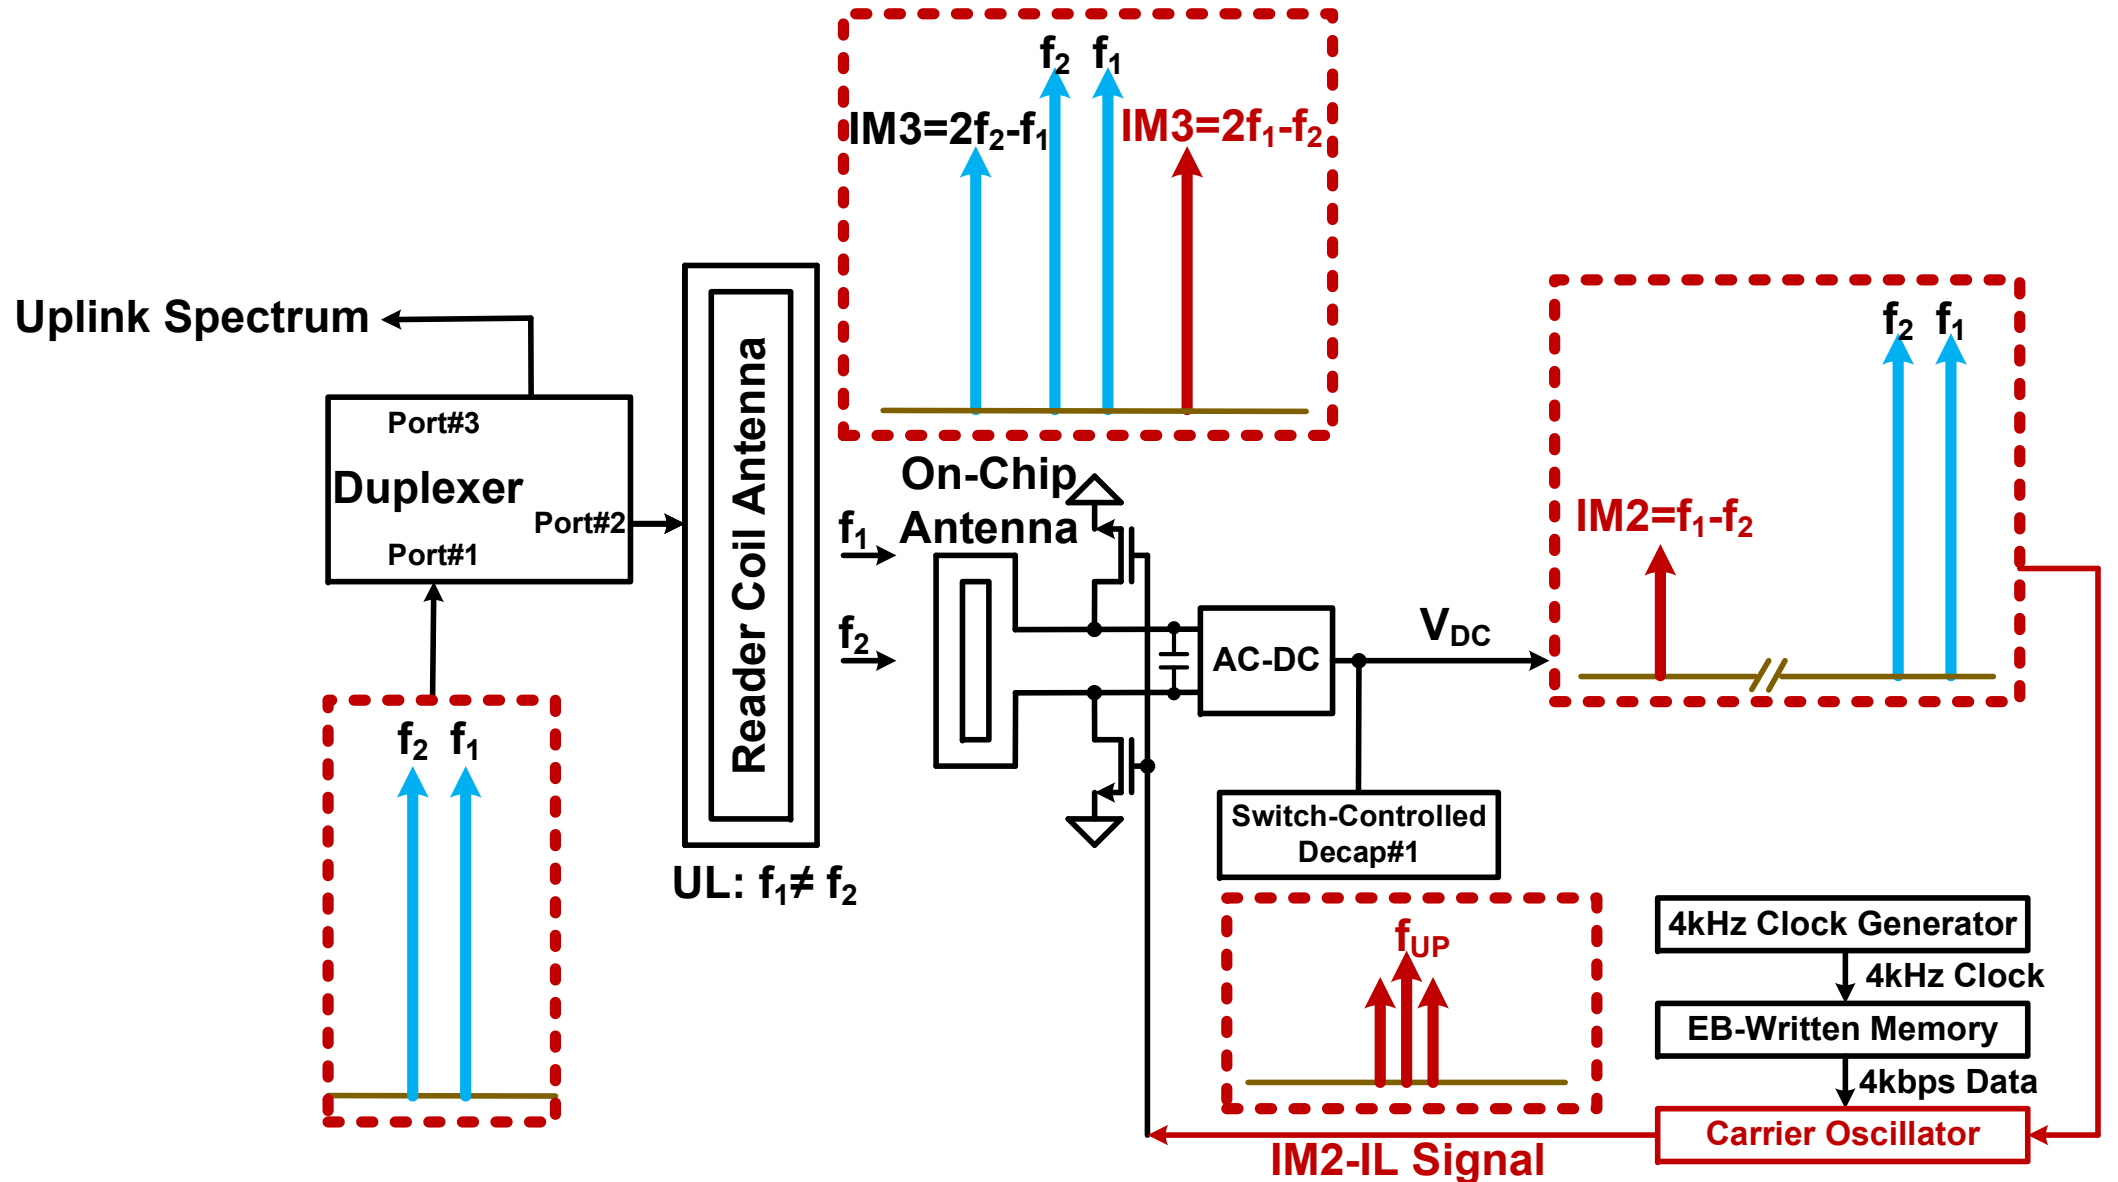 f2 f1
IM3=2f2-f1
IM3=2f1-f2
Uplink Spectrum
Port#3
Duplexer
Port#2
Port#1
Reader Coil Antenna
UL: f1≠ f2
f2 f1
On-Chip
Antenna
f1
f2
AC-DC
VDC
f2 f1
IM2=f1-f2
Switch-Controlled
Decap#1
fUP
4kHz Clock Generator
4kHz Clock
EB-Written Memory
4kbps Data
Carrier Oscillator
IM2-IL Signal